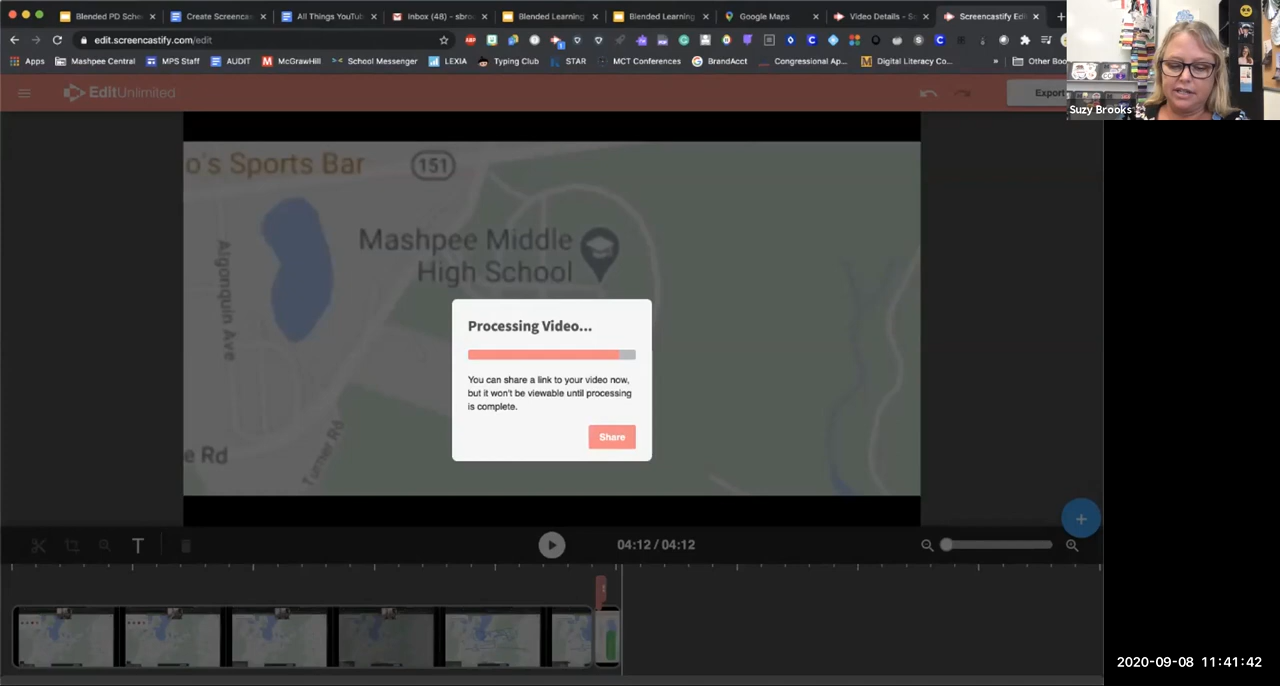 Blended PD Sche
Create Screencas
All Things YouTub
Inbox (48) - sbroo
Blended Learning
Blended Learning
Google Maps
Video Details - Sc
Screencastify Edi
edit.screencastify.com/edit
Apps
Mashpee Central
MPS Staff
AUDIT
McGrawHill
School Messenger
LEXIA
Typing Club
STAR
MCT Conferences
BrandAcct
Congressional Ap...
Digital Literacy Co...
»
Other Boo
EditUnlimited
Export
Suzy Brooks
o's Sports Bar
151
Mashpee Middle
High School
Algonquin Ave
Turner Rd
e Rd
Processing Video...
You can share a link to your video now,
but it won't be viewable until processing
is complete.
Share
T
04:12 / 04:12
2020-09-08 11:41:42